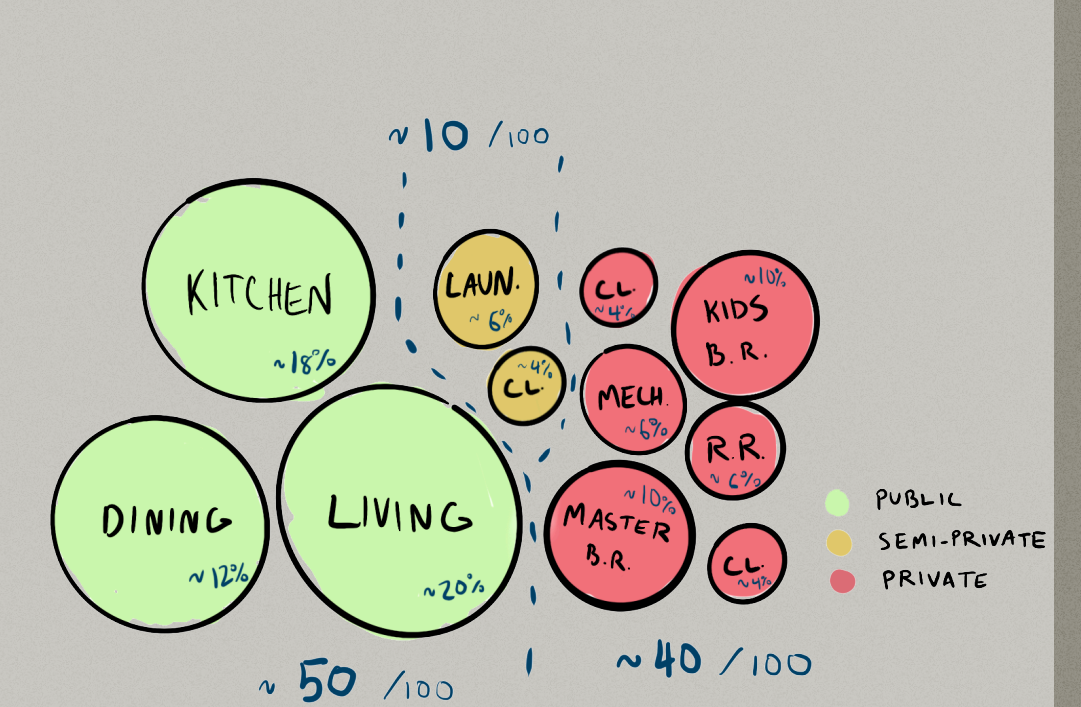 ~ 10 /100
KITCHEN
~18%
LAUN.
~ 6%
~4%
CL.
CL.
~4%
~10%
KIDS
B.R.
MECH.
~6%
R.R.
~ 6%
DINING
~12%
LIVING
~20%
~10%
MASTER
B.R.
CL.
~4%
PUBLIC
SEMI-PRIVATE
PRIVATE
~ 50 /100
~ 40 /100